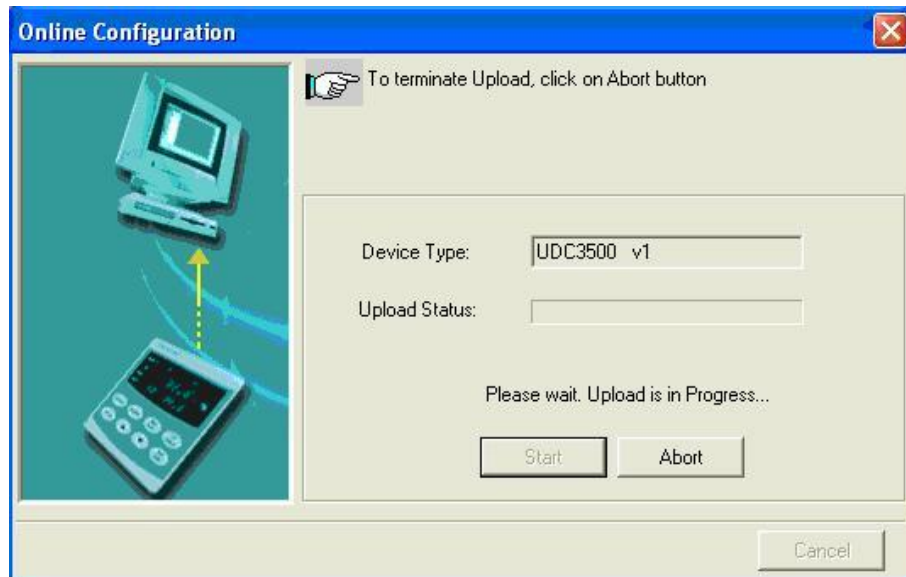 Online Configuration
To terminate Upload, click on Abort button
Device Type: UDC3500 v1
Upload Status:
Please wait. Upload is in Progress...
Start Abort
Cancel